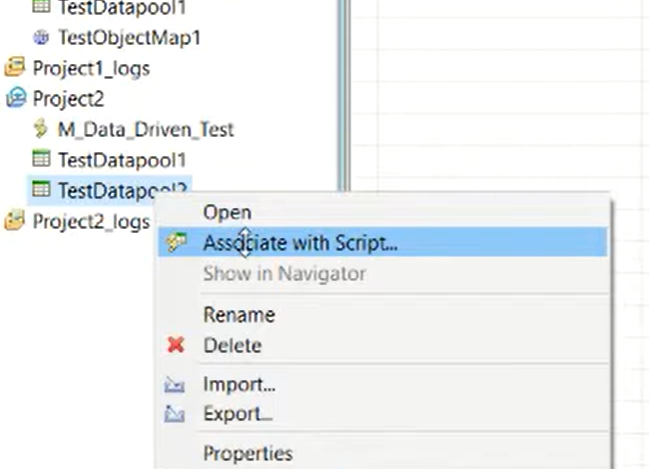 TestDatapool1
TestObjectMap1
Project1_logs
Project2
M_Data_Driven_Test
TestDatapool1
TestDatapool2
Project2_logs
Open
Associate with Script...
Show in Navigator
Rename
Delete
Import...
Export...
Properties